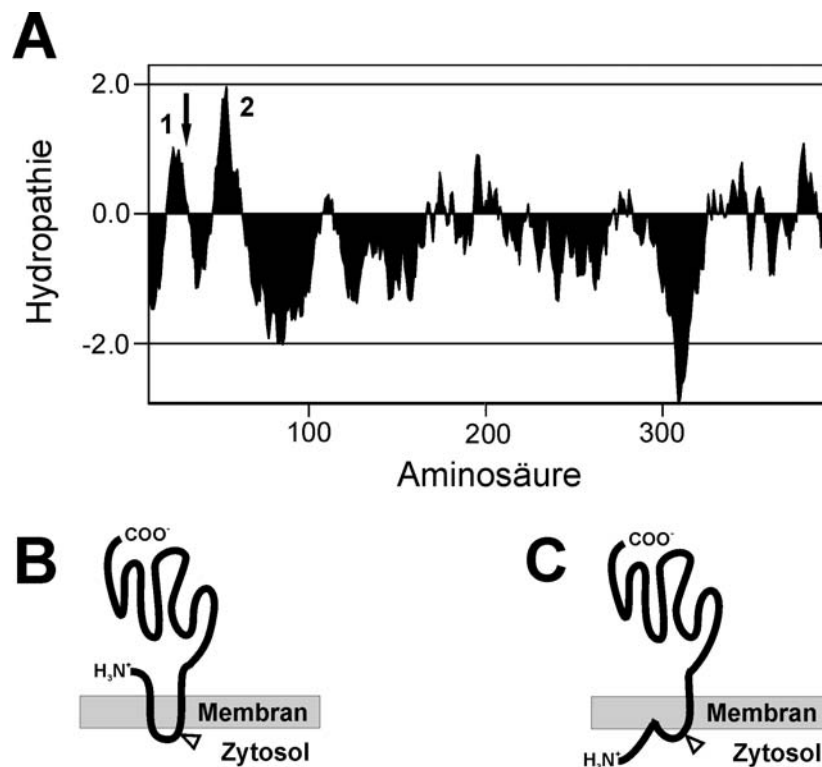 A
Hydropathie
2.0
0.0
-2.0
1
2
100
200
300
Aminosäure
B
COO⁻
H₃N⁺
Membran
Zytosol
C
COO⁻
H₃N⁺
Membran
Zytosol